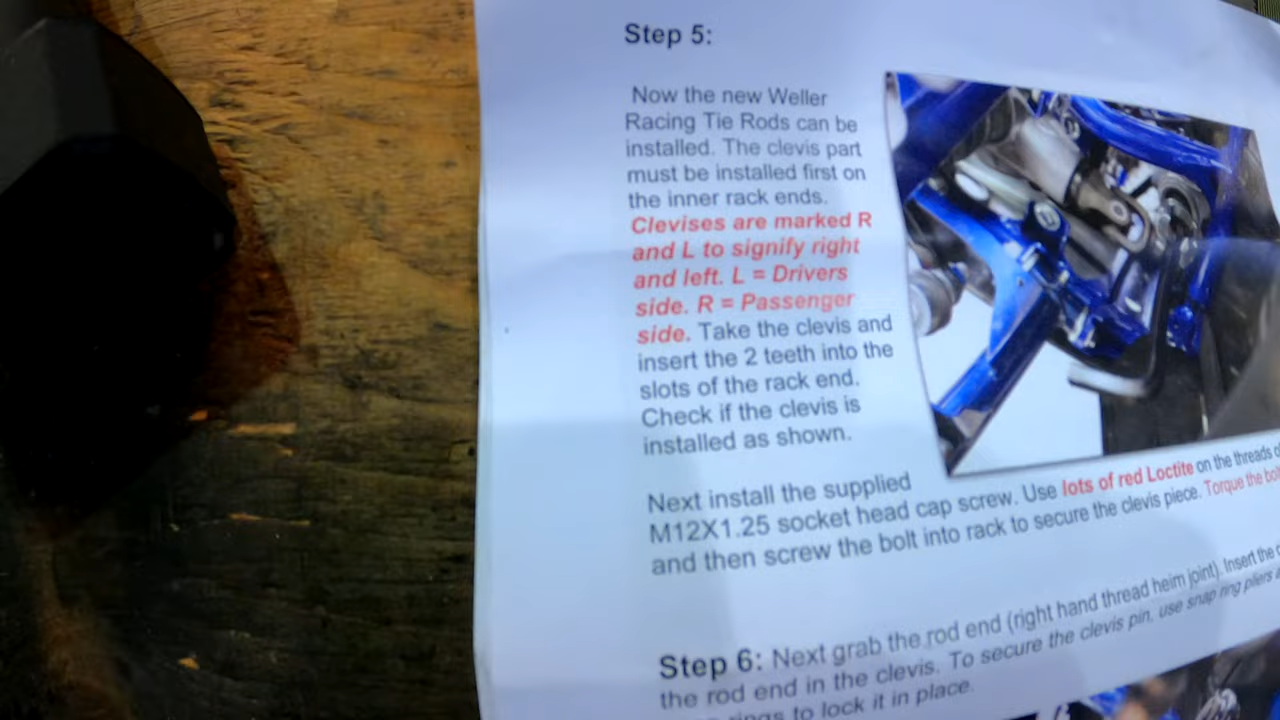 Step 5:
Now the new Weller
Racing Tie Rods can be
installed. The clevis part
must be installed first on
the inner rack ends.
Clevises are marked R
and L to signify right
and left. L = Drivers
side. R = Passenger
side. Take the clevis and
insert the 2 teeth into the
slots of the rack end.
Check if the clevis is
installed as shown.
Next install the supplied
M12X1.25 socket head cap screw. Use lots of red Loctite on the threads
and then screw the bolt into rack to secure the clevis piece. Torque the
Step 6: Next grab the rod end (right hand thread heim joint). Insert the
the rod end in the clevis. To secure the clevis pin, use snap ring pliers
rings to lock it in place.